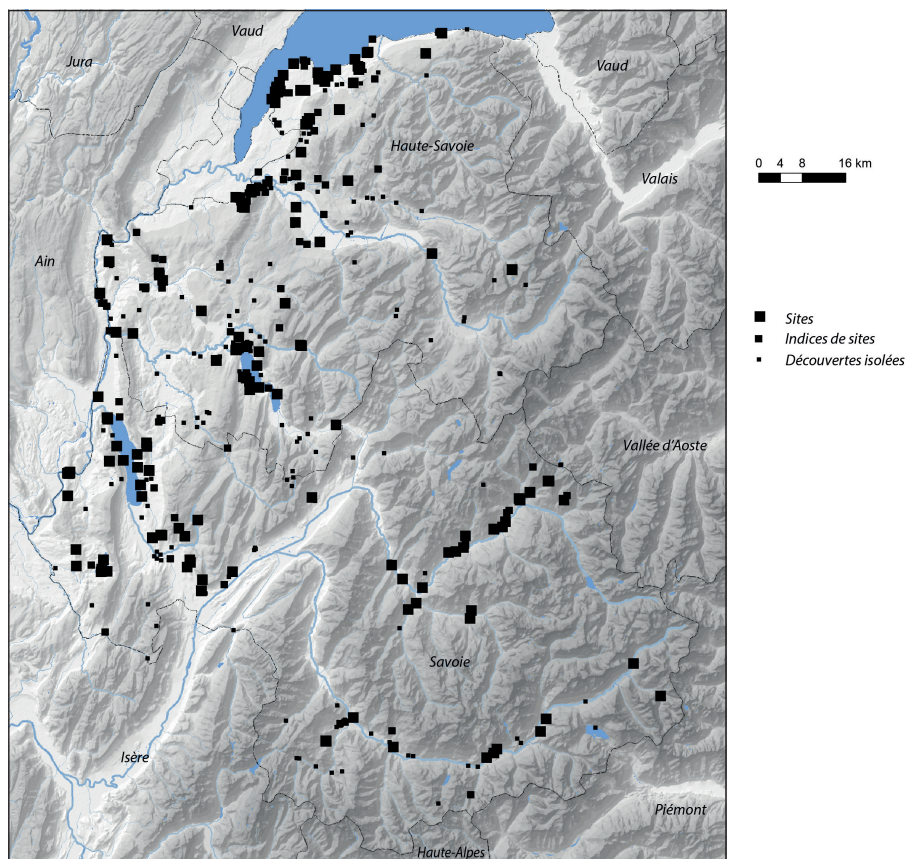 Vaud
Jura
Vaud
Haute-Savoie
Valais
0 4 8 16 km
Ain
Sites
Indices de sites
Découvertes isolées
Vallée d'Aoste
Savoie
Isère
Piémont
Haute-Alpes